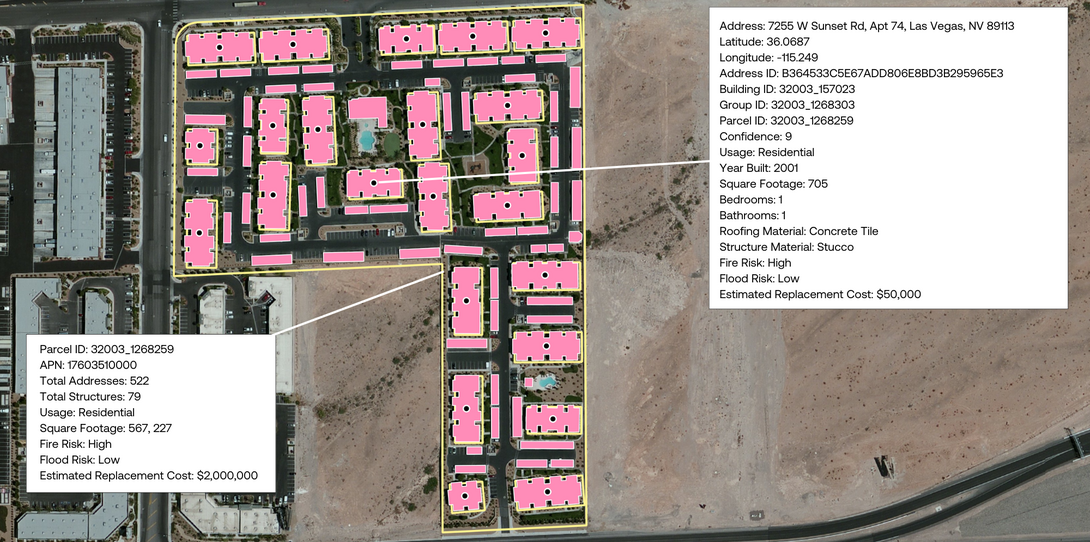 Address: 7255 W Sunset Rd, Apt 74, Las Vegas, NV 89113
Latitude: 36.0687
Longitude: -115.249
Address ID: B364533C5E67ADD806E8BD3B295965E3
Building ID: 32003_157023
Group ID: 32003_1268303
Parcel ID: 32003_1268259
Confidence: 9
Usage: Residential
Year Built: 2001
Square Footage: 705
Bedrooms: 1
Bathrooms: 1
Roofing Material: Concrete Tile
Structure Material: Stucco
Fire Risk: High
Flood Risk: Low
Estimated Replacement Cost: $50,000
Parcel ID: 32003_1268259
APN: 17603510000
Total Addresses: 522
Total Structures: 79
Usage: Residential
Square Footage: 567, 227
Fire Risk: High
Flood Risk: Low
Estimated Replacement Cost: $2,000,000